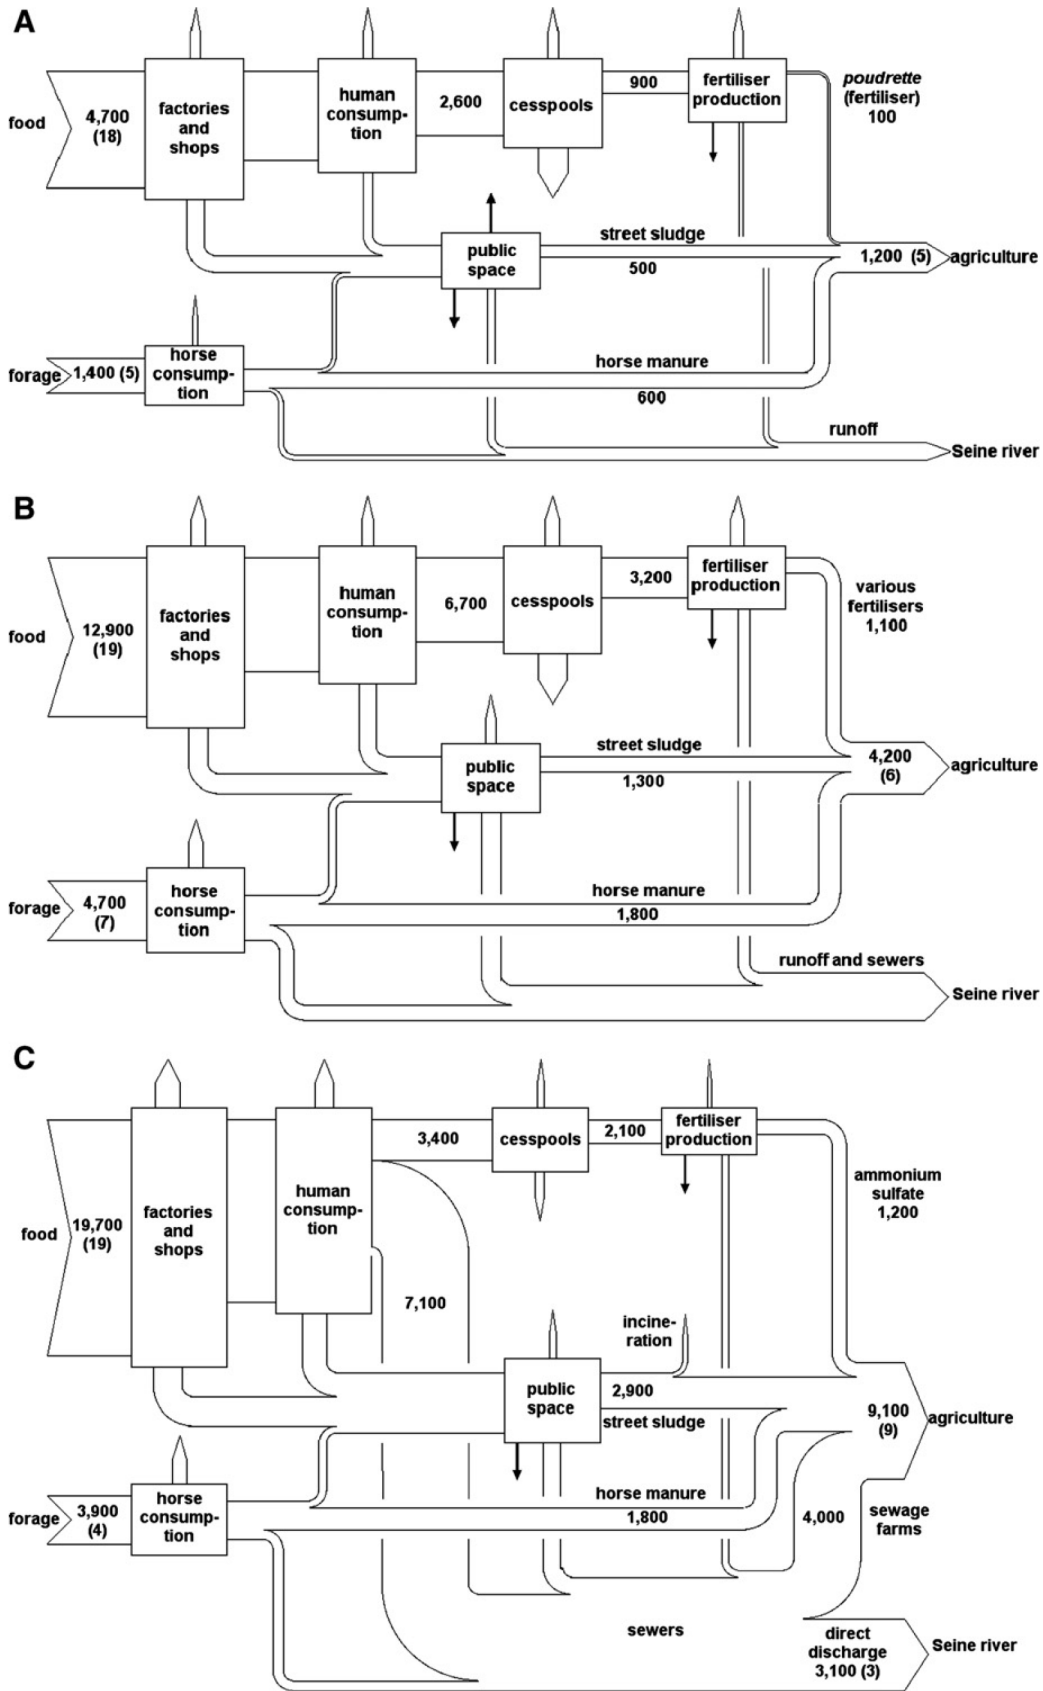 A
food
4,700
(18)
factories
and
shops
human
consump-
tion
2,600
cesspools
900
fertiliser
production
poudrette
(fertiliser)
100
public
space
street sludge
500
1,200 (5)
agriculture
forage
1,400 (5)
horse
consump-
tion
horse manure
600
runoff
Seine river
B
food
12,900
(19)
factories
and
shops
human
consump-
tion
6,700
cesspools
3,200
fertiliser
production
various
fertilisers
1,100
public
space
street sludge
1,300
4,200
(6)
agriculture
forage
4,700
(7)
horse
consump-
tion
horse manure
1,800
runoff and sewers
Seine river
C
food
19,700
(19)
factories
and
shops
human
consump-
tion
3,400
cesspools
2,100
fertiliser
production
ammonium
sulfate
1,200
7,100
incine-
ration
public
space
2,900
street sludge
9,100
(9)
agriculture
forage
3,900
(4)
horse
consump-
tion
horse manure
1,800
4,000
sewage
farms
sewers
direct
discharge
3,100 (3)
Seine river